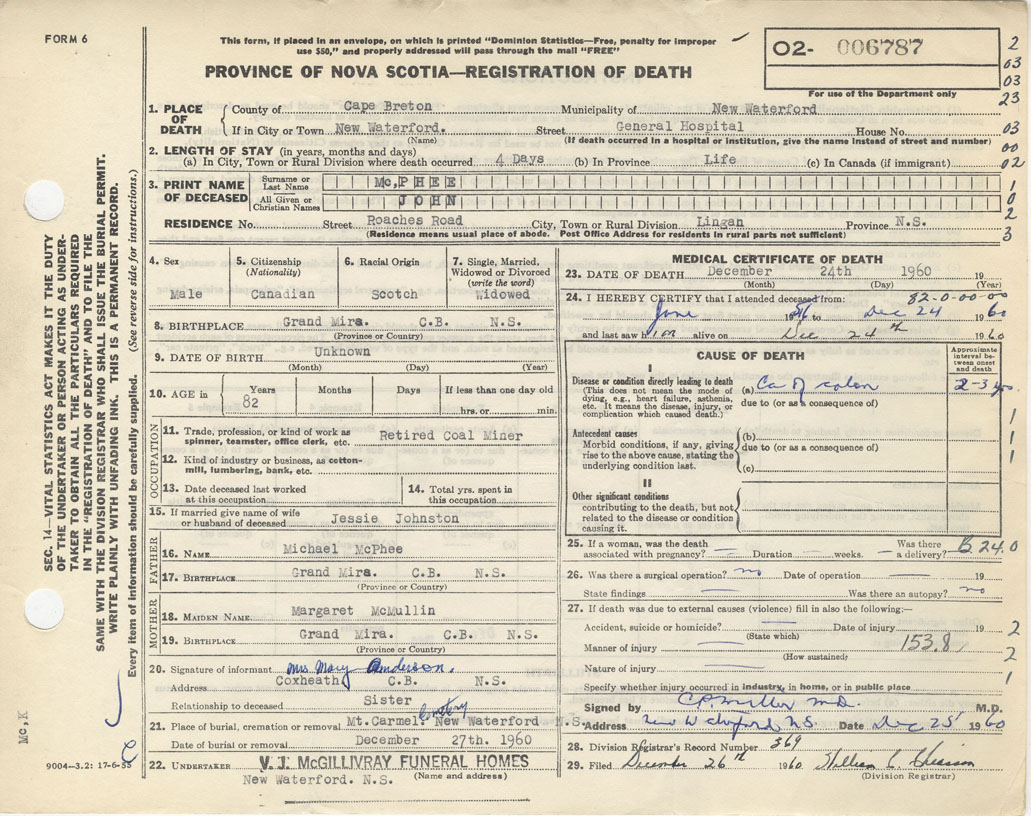 FORM 6
This form, if placed in an envelope, on which is printed "Dominion Statistics—Free, penalty for improper
use $50," and properly addressed will pass through the mail "FREE"
PROVINCE OF NOVA SCOTIA—REGISTRATION OF DEATH
02- 006787
For use of the Department only
2
03
03
23
03
00
02
1
0
2
3
1. PLACE OF DEATH
County of Cape Breton Municipality of New Waterford
If in City or Town New Waterford. Street General Hospital House No.
(Name) (If death occurred in a hospital or institution, give the name instead of street and number)
2. LENGTH OF STAY (in years, months and days)
(a) In City, Town or Rural Division where death occurred 4 Days (b) In Province Life (c) In Canada (if immigrant)
3. PRINT NAME OF DECEASED
Surname or Last Name Mc,PHEE
All Given or Christian Names JOHN
RESIDENCE No. Street Roaches Road City, Town or Rural Division Lingan Province N.S.
(Residence means usual place of abode. Post Office Address for residents in rural parts not sufficient)
4. Sex
Male
5. Citizenship
(Nationality)
Canadian
6. Racial Origin
Scotch
7. Single, Married,
Widowed or Divorced
(write the word)
Widowed
8. BIRTHPLACE Grand Mira. C.B. N.S.
(Province or Country)
9. DATE OF BIRTH Unknown
(Month) (Day) (Year)
10. AGE in
Years Months Days If less than one day old
82 hrs. or min.
OCCUPATION
11. Trade, profession or kind of work as
spinner, teamster, office clerk, etc. Retired Coal Miner
12. Kind of industry or business, as cotton-
mill, lumbering, bank, etc.
13. Date deceased last worked
at this occupation
14. Total yrs. spent in
this occupation
15. If married give name of wife
or husband of deceased Jessie Johnston
FATHER
16. NAME Michael McPhee
17. BIRTHPLACE Grand Mira. C.B. N.S.
(Province or Country)
MOTHER
18. MAIDEN NAME Margaret McMullin
19. BIRTHPLACE Grand Mira. C.B. N.S.
(Province or Country)
20. Signature of informant Mrs Mary Anderson.
Address Coxheath, C.B. N.S.
Relationship to deceased Sister
cemetery
21. Place of burial, cremation or removal Mt.Carmel. New Waterford N.S.
Date of burial or removal December 27th. 1960
22. UNDERTAKER V. J. McGILLIVRAY FUNERAL HOMES
New Waterford. N.S. (Name and address)
MEDICAL CERTIFICATE OF DEATH
23. DATE OF DEATH December 24th 1960 19
(Month) (Day) (Year)
82-0-00-00
24. I HEREBY CERTIFY that I attended deceased from:
June 19 to Dec 24 1960
and last saw him alive on Dec 24th 1960
CAUSE OF DEATH
Approximate
interval be-
tween onset
and death
I
Disease or condition directly leading to death
(This does not mean the mode of
dying, e.g., heart failure, asthenia,
etc. It means the disease, injury, or
complication which caused death.)
(a) Ca of colon 2-3 yrs.
due to (or as a consequence of)
Antecedent causes
Morbid conditions, if any, giving
rise to the above cause, stating the
underlying condition last.
(b)
due to (or as a consequence of)
(c)
1
1
1
II
Other significant conditions
contributing to the death, but not
related to the disease or condition
causing it.
25. If a woman, was the death
associated with pregnancy? Duration weeks. Was there
a delivery?
B 24.0
26. Was there a surgical operation? no Date of operation 19
State findings Was there an autopsy? no
27. If death was due to external causes (violence) fill in also the following:—
Accident, suicide or homicide? Date of injury 19
(State which)
Manner of injury 153.8
(How sustained)
Nature of injury
Specify whether injury occurred in industry, in home, or in public place
2
2
1
Signed by C.P. Miller M.D. M.D.
Address New Waterford N.S. Date Dec 25 1960
28. Division Registrar's Record Number 369
29. Filed December 26th 1960
(Division Registrar)
SEC. 14—VITAL STATISTICS ACT MAKES IT THE DUTY
OF THE UNDERTAKER OR PERSON ACTING AS UNDER-
TAKER TO OBTAIN ALL THE PARTICULARS REQUIRED
IN THE "REGISTRATION OF DEATH" AND TO FILE THE
SAME WITH THE DIVISION REGISTRAR WHO SHALL ISSUE THE BURIAL PERMIT.
WRITE PLAINLY WITH UNFADING INK. THIS IS A PERMANENT RECORD.
Every item of information should be carefully supplied. (See reverse side for instructions.)
Mc,K
9004—3.2: 17-6-55